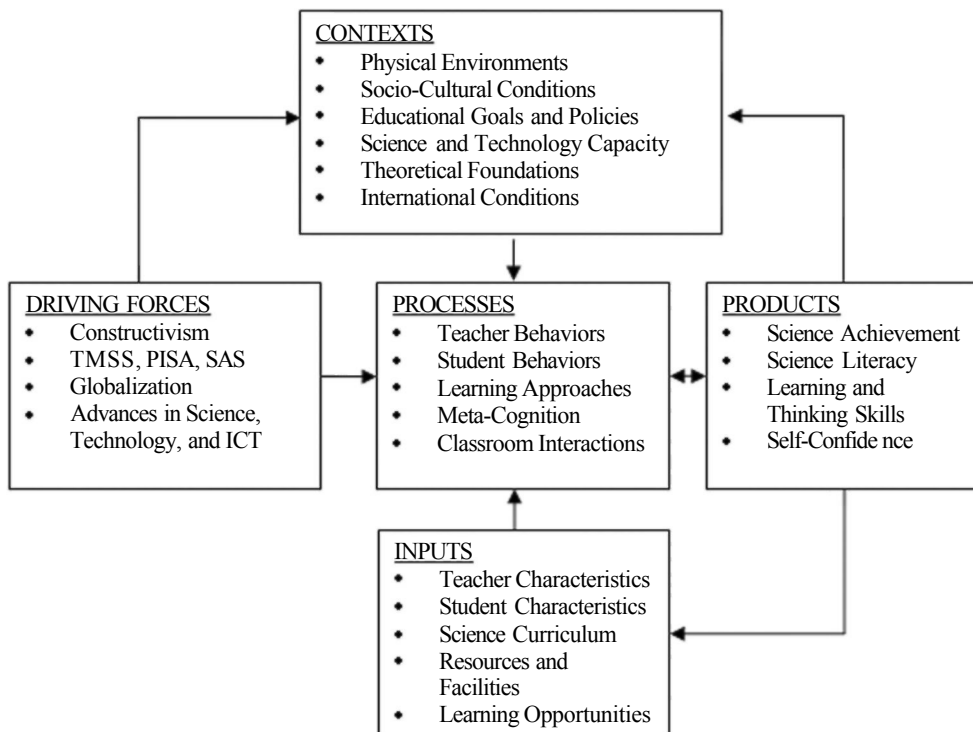 CONTEXTS
• Physical Environments
• Socio-Cultural Conditions
• Educational Goals and Policies
• Science and Technology Capacity
• Theoretical Foundations
• International Conditions
DRIVING FORCES
• Constructivism
• TMSS, PISA, SAS
• Globalization
• Advances in Science,
Technology, and ICT
PROCESSES
• Teacher Behaviors
• Student Behaviors
• Learning Approaches
• Meta-Cognition
• Classroom Interactions
PRODUCTS
• Science Achievement
• Science Literacy
• Learning and
Thinking Skills
• Self-Confide nce
INPUTS
• Teacher Characteristics
• Student Characteristics
• Science Curriculum
• Resources and
Facilities
• Learning Opportunities